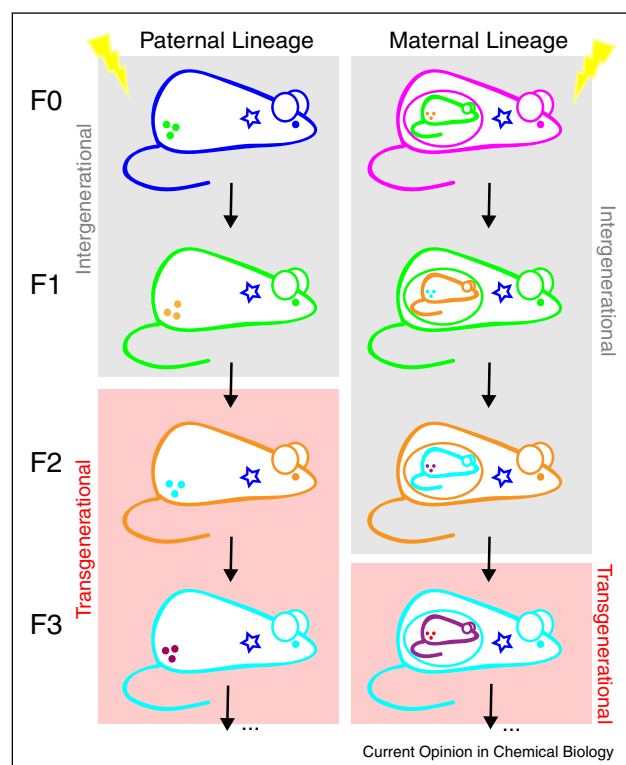 Paternal Lineage
Maternal Lineage
F0
Intergenerational
F1
Intergenerational
F2
Transgenerational
F3
Transgenerational
...
...
Current Opinion in Chemical Biology